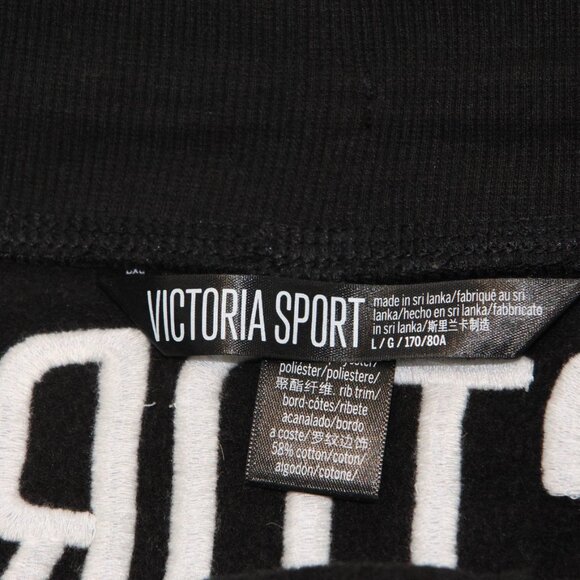 VICTORIA SPORT
made in sri lanka/fabriqué au sri
lanka/hecho en sri lanka/fabbricato
in sri lanka/斯里兰卡制造
L / G / 170/80A
poliéster/poliestere/
聚酯纤维. rib trim/
bord-côtes/ribete
acanalado/bordo
a coste/罗纹边饰
58% cotton/coton/
algodón/cotone/